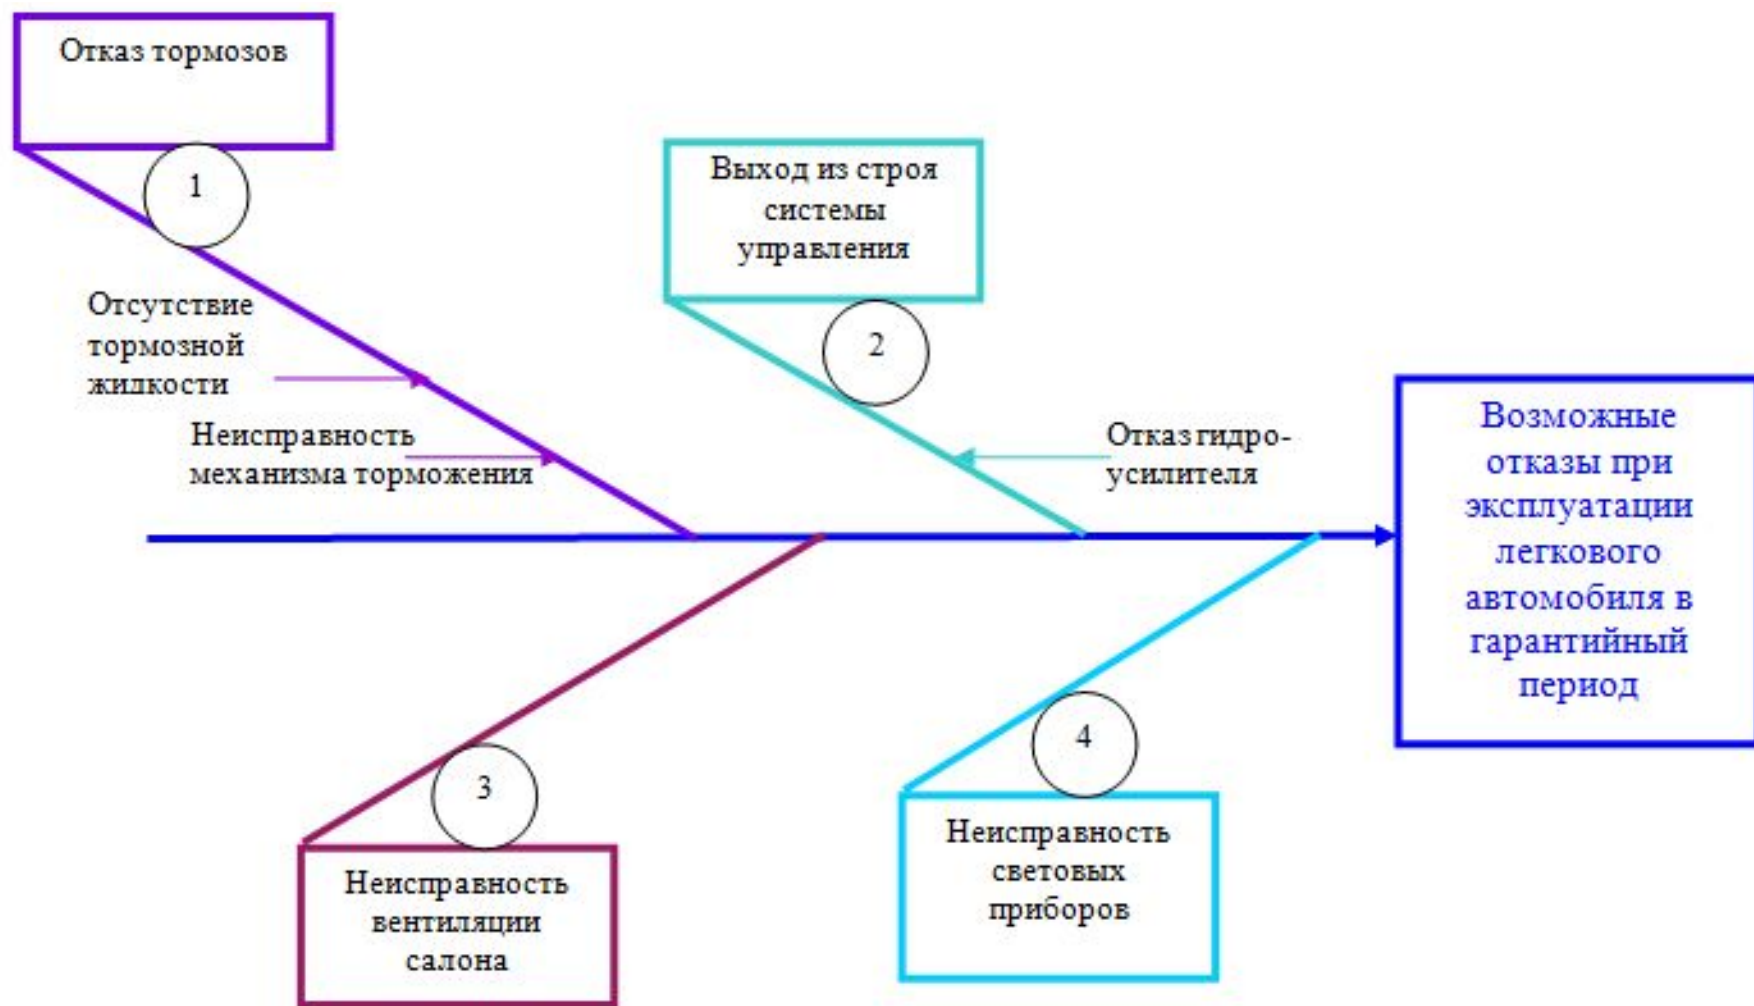 Отказ тормозов
1
Выход из строя
системы
управления
2
Отсутствие
тормозной
жидкости
Неисправность
механизма торможения
Отказ гидро-
усилителя
Возможные
отказы при
эксплуатации
легкового
автомобиля в
гарантийный
период
3
Неисправность
вентиляции
салона
4
Неисправность
световых
приборов